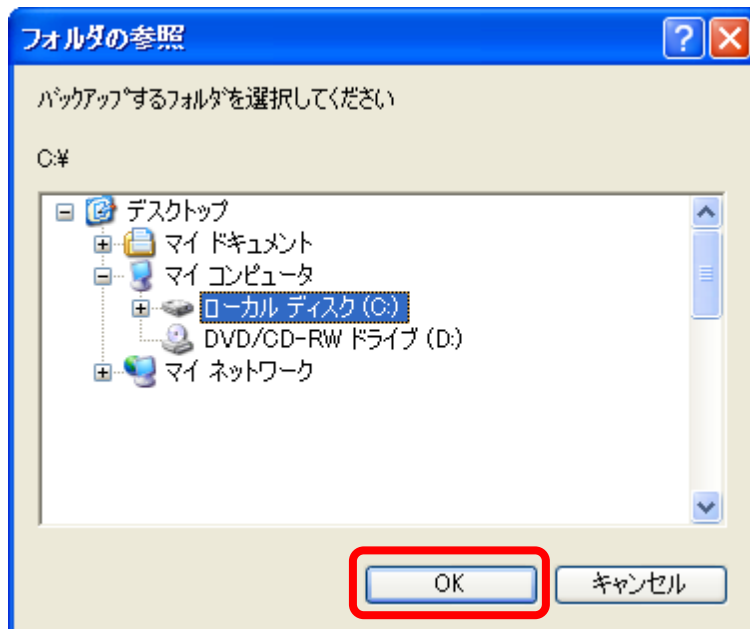 フォルダの参照
バックアップするフォルダを選択してください
C:¥
デスクトップ
マイ ドキュメント
マイ コンピュータ
ローカル ディスク (C:)
DVD/CD-RW ドライブ (D:)
マイ ネットワーク
OK キャンセル